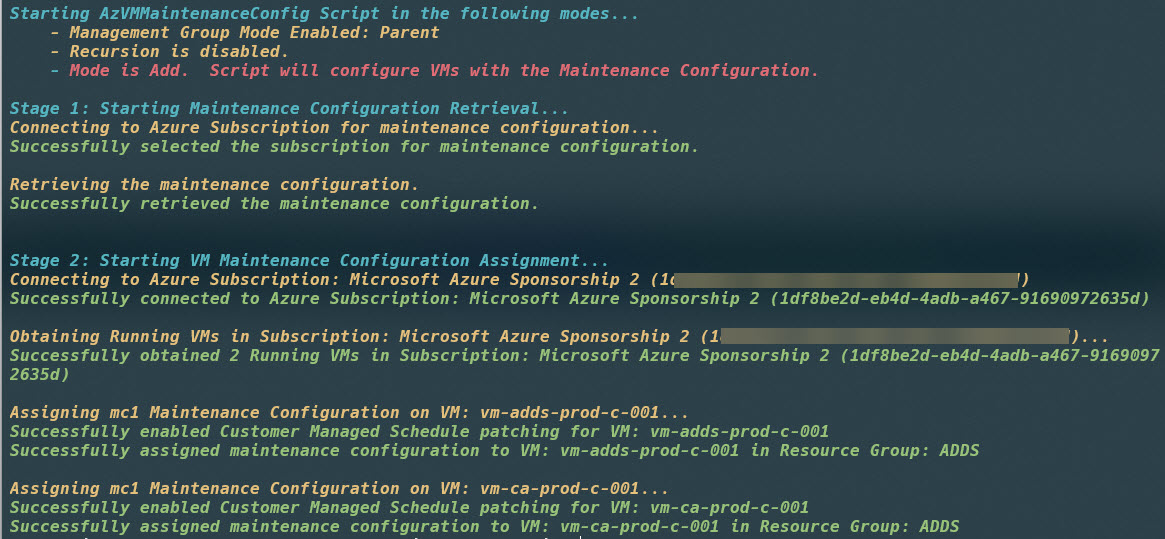 Starting AzVMMaintenanceConfig Script in the following modes...
- Management Group Mode Enabled: Parent
- Recursion is disabled.
- Mode is Add.  Script will configure VMs with the Maintenance Configuration.
Stage 1: Starting Maintenance Configuration Retrieval...
Connecting to Azure Subscription for maintenance configuration...
Successfully selected the subscription for maintenance configuration.
Retrieving the maintenance configuration.
Successfully retrieved the maintenance configuration.
Stage 2: Starting VM Maintenance Configuration Assignment...
Connecting to Azure Subscription: Microsoft Azure Sponsorship 2 (1d )
Successfully connected to Azure Subscription: Microsoft Azure Sponsorship 2 (1df8be2d-eb4d-4adb-a467-91690972635d)
Obtaining Running VMs in Subscription: Microsoft Azure Sponsorship 2 (1 )...
Successfully obtained 2 Running VMs in Subscription: Microsoft Azure Sponsorship 2 (1df8be2d-eb4d-4adb-a467-9169097
2635d)
Assigning mc1 Maintenance Configuration on VM: vm-adds-prod-c-001...
Successfully enabled Customer Managed Schedule patching for VM: vm-adds-prod-c-001
Successfully assigned maintenance configuration to VM: vm-adds-prod-c-001 in Resource Group: ADDS
Assigning mc1 Maintenance Configuration on VM: vm-ca-prod-c-001...
Successfully enabled Customer Managed Schedule patching for VM: vm-ca-prod-c-001
Successfully assigned maintenance configuration to VM: vm-ca-prod-c-001 in Resource Group: ADDS